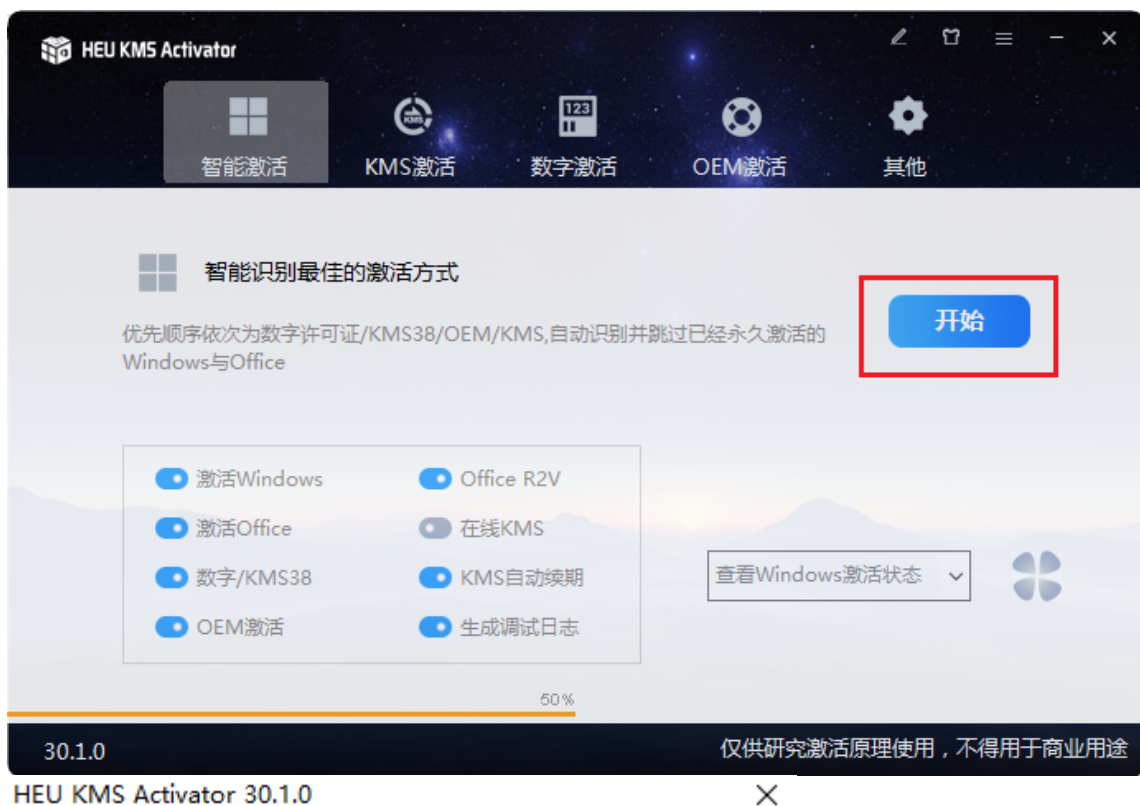 HEU KMS Activator
智能激活 KMS激活 数字激活 OEM激活 其他
智能识别最佳的激活方式
优先顺序依次为数字许可证/KMS38/OEM/KMS,自动识别并跳过已经永久激活的
Windows与Office
开始
激活Windows Office R2V
激活Office 在线KMS
数字/KMS38 KMS自动续期
OEM激活 生成调试日志
查看Windows激活状态
50%
30.1.0 仅供研究激活原理使用，不得用于商业用途
HEU KMS Activator 30.1.0